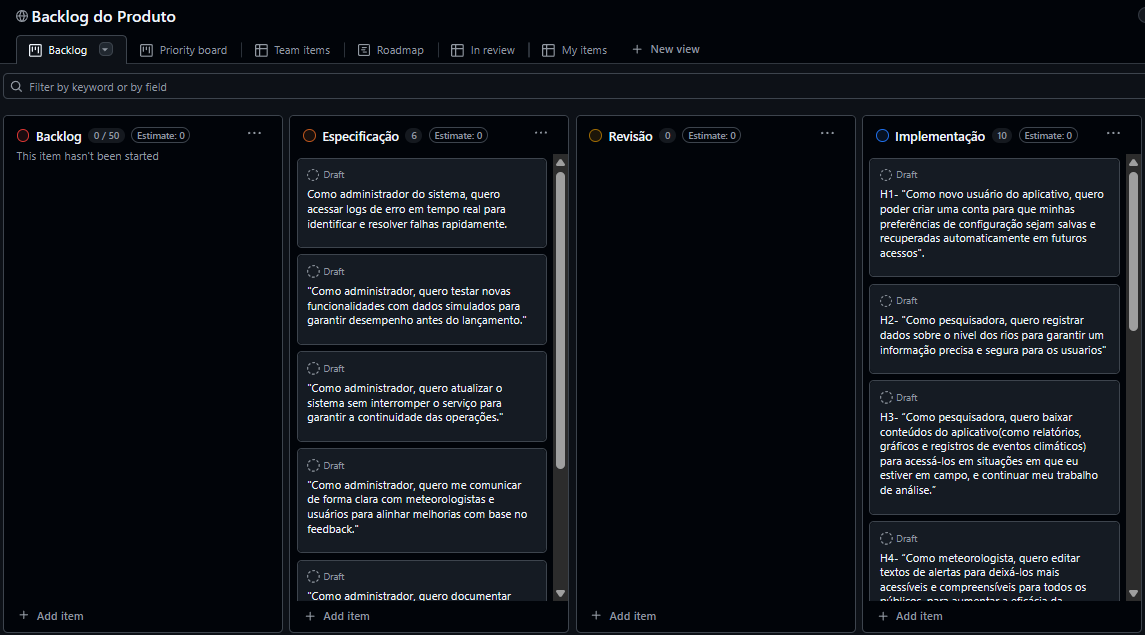 Backlog do Produto
Backlog
Priority board
Team items
Roadmap
In review
My items
New view
Filter by keyword or by field
Backlog 0 / 50 Estimate: 0
This item hasn't been started
Add item
Especificação 6 Estimate: 0
Draft
Como administrador do sistema, quero
acessar logs de erro em tempo real para
identificar e resolver falhas rapidamente.
Draft
"Como administrador, quero testar novas
funcionalidades com dados simulados para
garantir desempenho antes do lançamento."
Draft
"Como administrador, quero atualizar o
sistema sem interromper o serviço para
garantir a continuidade das operações."
Draft
"Como administrador, quero me comunicar
de forma clara com meteorologistas e
usuários para alinhar melhorias com base no
feedback."
Draft
"Como administrador, quero documentar
Add item
Revisão 0 Estimate: 0
Add item
Implementação 10 Estimate: 0
Draft
H1- "Como novo usuário do aplicativo, quero
poder criar uma conta para que minhas
preferências de configuração sejam salvas e
recuperadas automaticamente em futuros
acessos".
Draft
H2- "Como pesquisadora, quero registrar
dados sobre o nivel dos rios para garantir um
informação precisa e segura para os usuarios"
Draft
H3- "Como pesquisadora, quero baixar
conteúdos do aplicativo(como relatórios,
gráficos e registros de eventos climáticos)
para acessá-los em situações em que eu
estiver em campo, e continuar meu trabalho
de análise."
Draft
H4- "Como meteorologista, quero editar
textos de alertas para deixá-los mais
acessíveis e compreensíveis para todos os
públicos, para aumentar a eficácia da
Add item